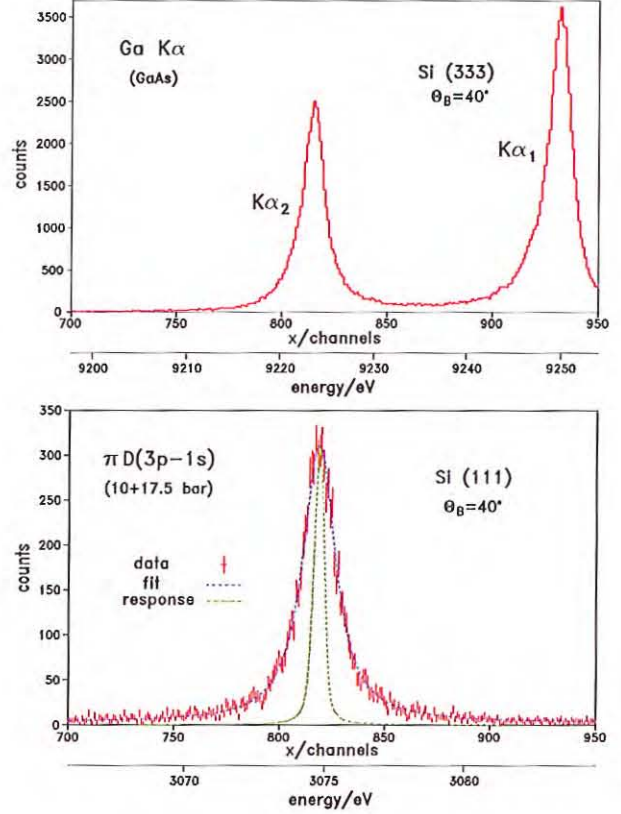 3500
3000
2500
2000
1500
1000
500
0
counts
Ga Kα
(GaAs)
Si (333)
ΘB=40°
Kα2
Kα1
700 750 800 850 900 950
x/channels
9200 9210 9220 9230 9240 9250
energy/eV
350
300
250
200
150
100
50
0
counts
πD(3p−1s)
(10+17.5 bar)
Si (111)
ΘB=40°
data
fit
response
700 750 800 850 900 950
x/channels
3070 3075 3080
energy/eV